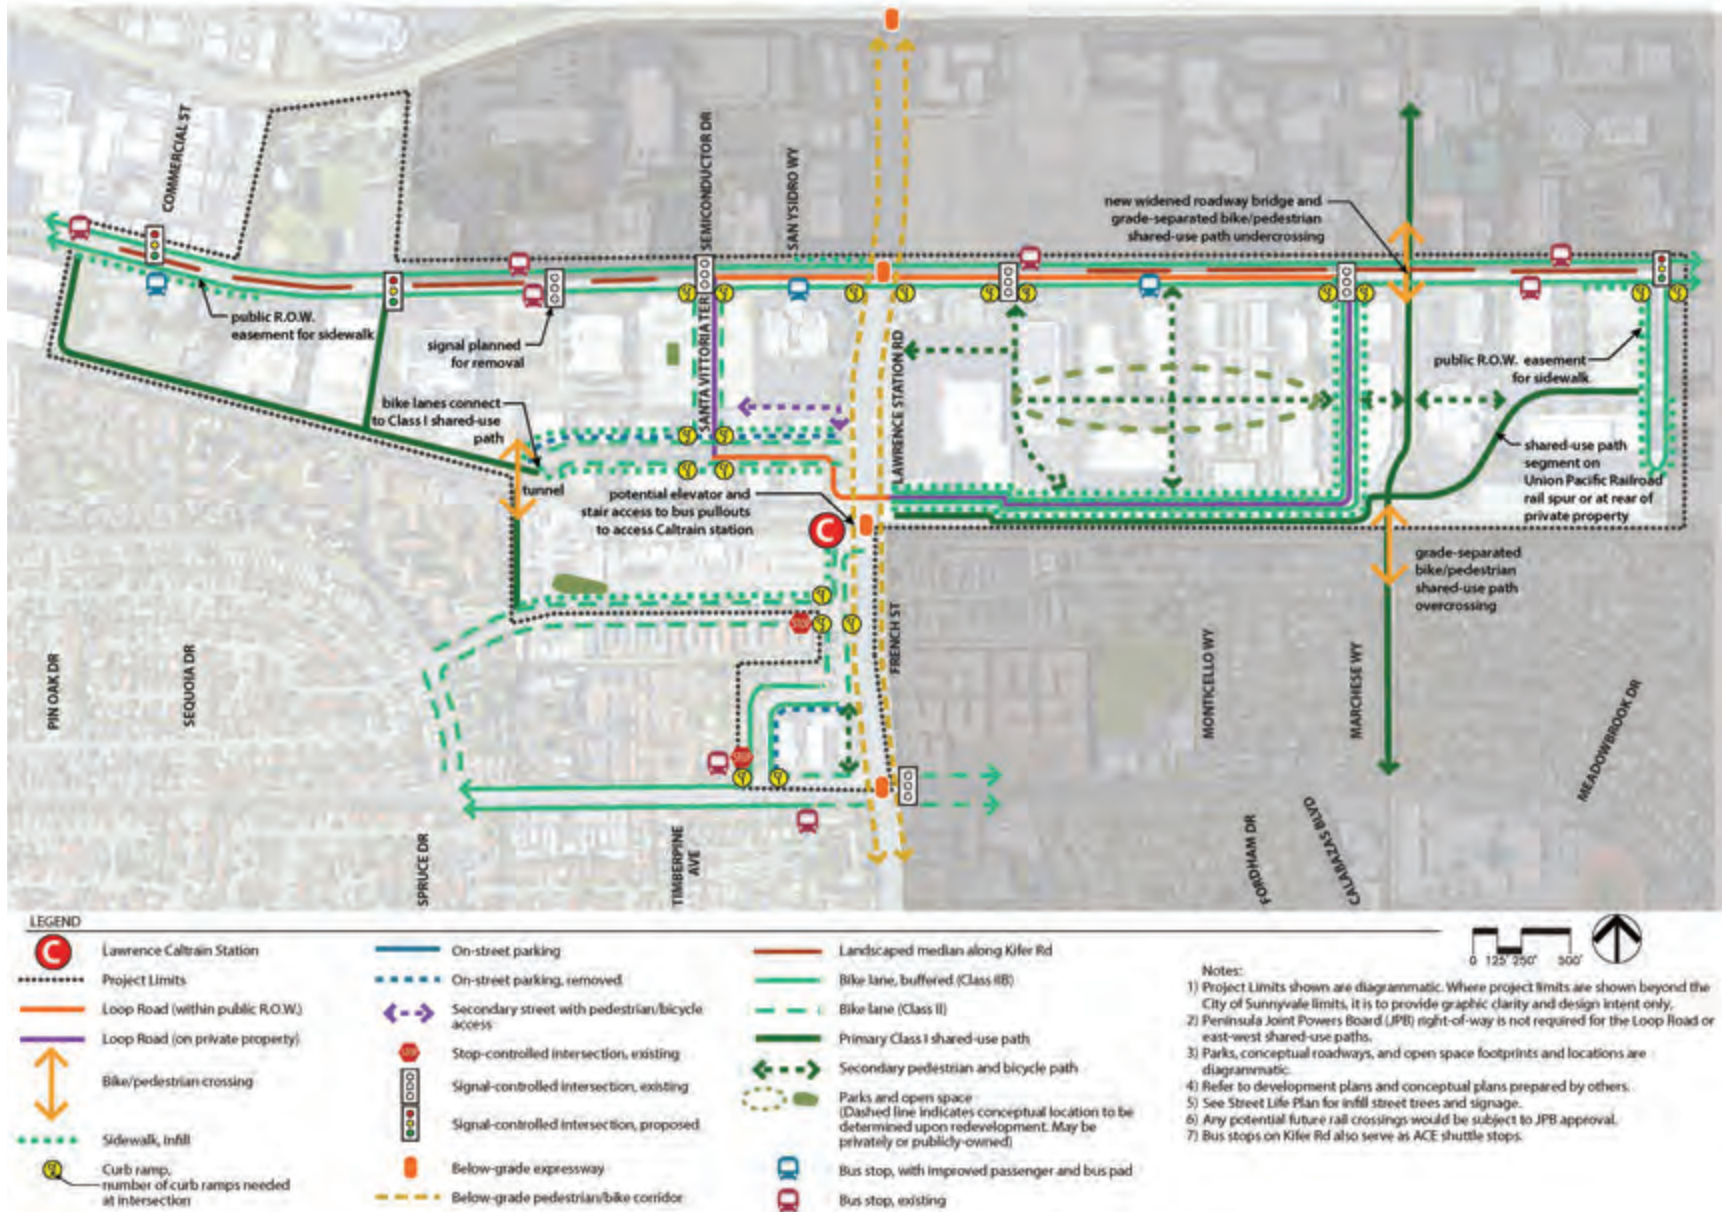 COMMERCIAL ST
SEMICONDUCTOR DR
SAN YSIDRO WY
new widened roadway bridge and
grade-separated bike/pedestrian
shared-use path undercrossing
public R.O.W.
easement for sidewalk
signal planned
for removal
SANTA VITTORIA TER
LAWRENCE STATION RD
public R.O.W. easement
for sidewalk
bike lanes connect
to Class I shared-use
path
tunnel
potential elevator and
stair access to bus pullouts
to access Caltrain station
C
shared-use path
segment on
Union Pacific Railroad
rail spur or at rear of
private property
grade-separated
bike/pedestrian
shared-use path
overcrossing
STOP
FRENCH ST
PIN OAK DR
SEQUOIA DR
MONTICELLO WY
MARCHESE WY
MEADOWBROOK DR
STOP
SPRUCE DR
TIMBERPINE
AVE
FORDHAM DR
CALABAZAS BLVD
LEGEND
C
Lawrence Caltrain Station
Project Limits
Loop Road (within public R.O.W.)
Loop Road (on private property)
Bike/pedestrian crossing
Sidewalk, infill
Curb ramp,
number of curb ramps needed
at intersection
On-street parking
On-street parking, removed
Secondary street with pedestrian/bicycle
access
STOP
Stop-controlled intersection, existing
Signal-controlled intersection, existing
Signal-controlled intersection, proposed
Below-grade expressway
Below-grade pedestrian/bike corridor
Landscaped median along Kifer Rd
Bike lane, buffered (Class IIB)
Bike lane (Class II)
Primary Class I shared-use path
Secondary pedestrian and bicycle path
Parks and open space
(Dashed line indicates conceptual location to be
determined upon redevelopment. May be
privately or publicly-owned)
Bus stop, with improved passenger and bus pad
Bus stop, existing
0 125' 250' 500'
Notes:
1) Project Limits shown are diagrammatic. Where project limits are shown beyond the
City of Sunnyvale limits, it is to provide graphic clarity and design intent only.
2) Peninsula Joint Powers Board (JPB) right-of-way is not required for the Loop Road or
east-west shared-use paths.
3) Parks, conceptual roadways, and open space footprints and locations are
diagrammatic.
4) Refer to development plans and conceptual plans prepared by others.
5) See Street Life Plan for infill street trees and signage.
6) Any potential future rail crossings would be subject to JPB approval.
7) Bus stops on Kifer Rd also serve as ACE shuttle stops.